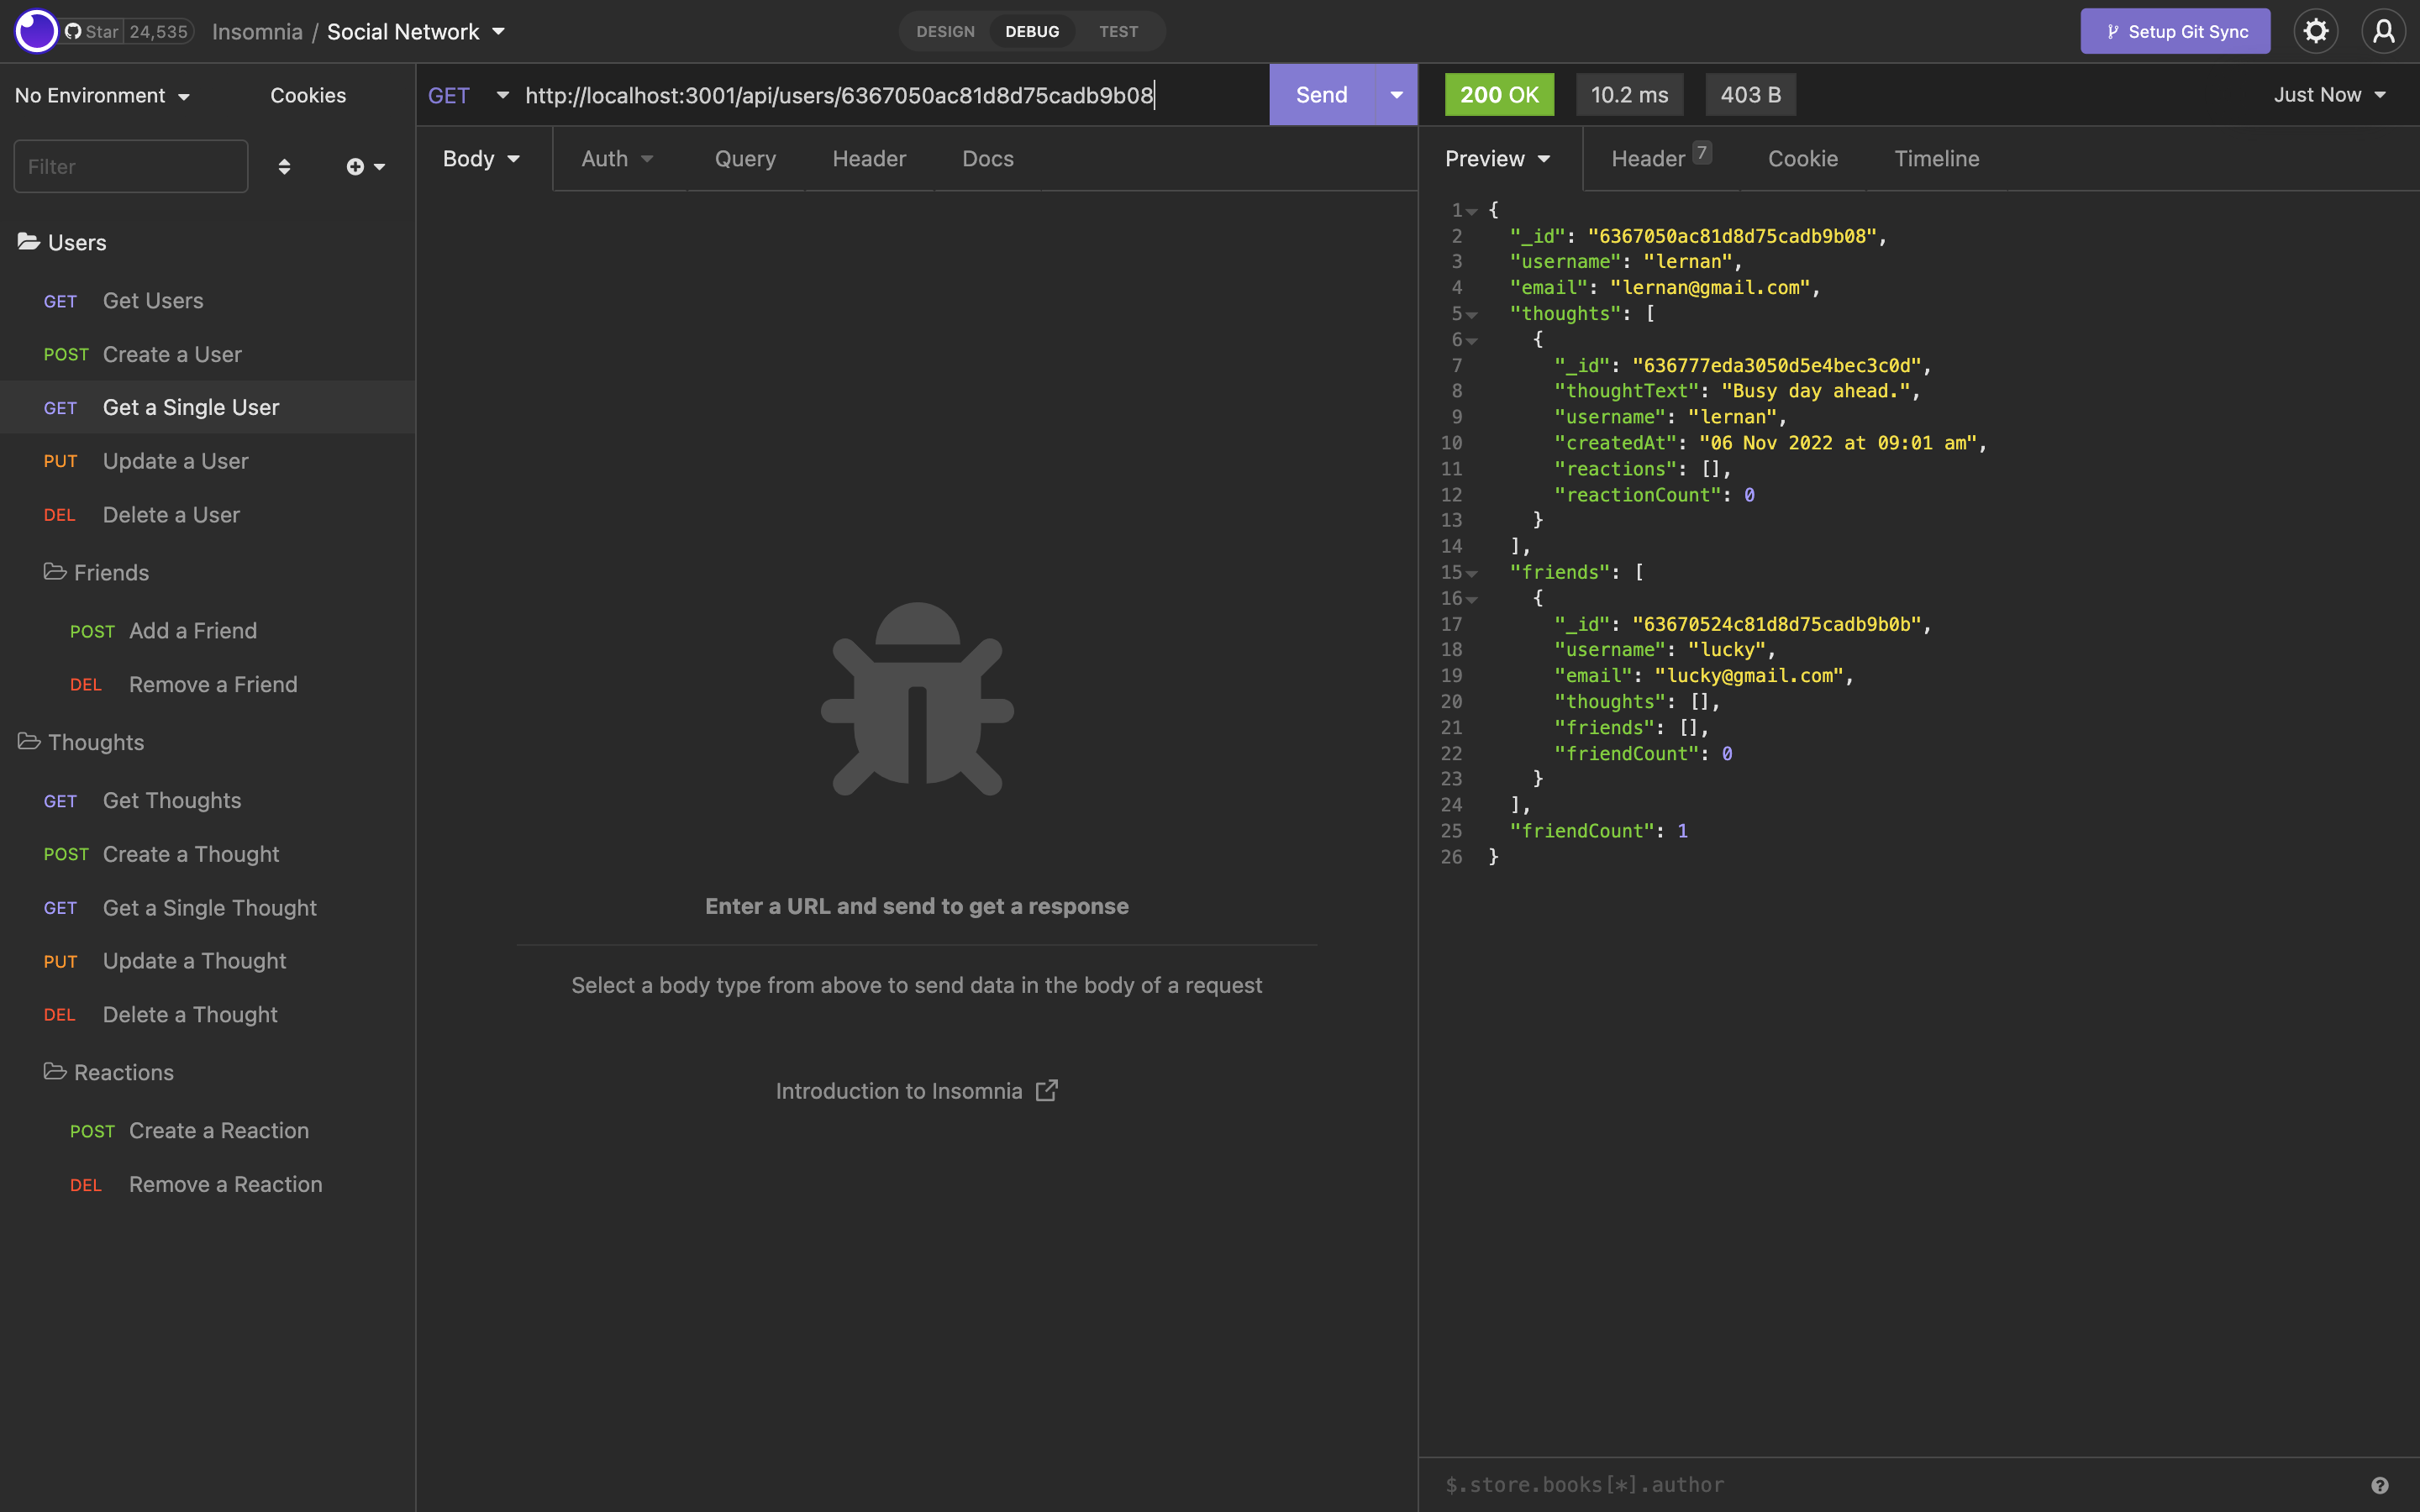 Star 24,535 Insomnia / Social Network
DESIGN DEBUG TEST
Setup Git Sync
No Environment Cookies
Filter
Users
GET Get Users
POST Create a User
GET Get a Single User
PUT Update a User
DEL Delete a User
Friends
POST Add a Friend
DEL Remove a Friend
Thoughts
GET Get Thoughts
POST Create a Thought
GET Get a Single Thought
PUT Update a Thought
DEL Delete a Thought
Reactions
POST Create a Reaction
DEL Remove a Reaction
GET http://localhost:3001/api/users/6367050ac81d8d75cadb9b08 Send
Body Auth Query Header Docs
Enter a URL and send to get a response
Select a body type from above to send data in the body of a request
Introduction to Insomnia
200 OK 10.2 ms 403 B Just Now
Preview Header 7 Cookie Timeline
1 {
2 "_id": "6367050ac81d8d75cadb9b08",
3 "username": "lernan",
4 "email": "lernan@gmail.com",
5 "thoughts": [
6 {
7 "_id": "636777eda3050d5e4bec3c0d",
8 "thoughtText": "Busy day ahead.",
9 "username": "lernan",
10 "createdAt": "06 Nov 2022 at 09:01 am",
11 "reactions": [],
12 "reactionCount": 0
13 }
14 ],
15 "friends": [
16 {
17 "_id": "63670524c81d8d75cadb9b0b",
18 "username": "lucky",
19 "email": "lucky@gmail.com",
20 "thoughts": [],
21 "friends": [],
22 "friendCount": 0
23 }
24 ],
25 "friendCount": 1
26 }
$.store.books[*].author